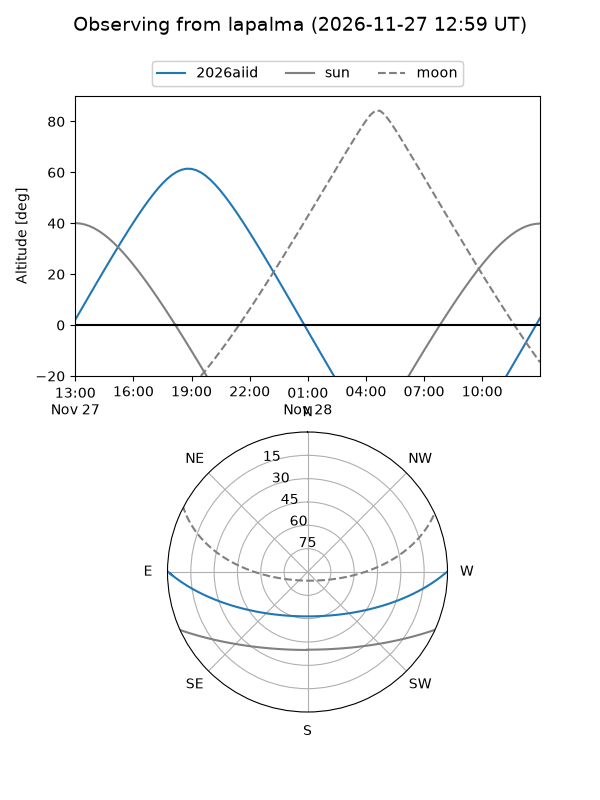 Observing from lapalma (2026-11-27 12:59 UT)
2026aiid sun moon
Altitude [deg]
80
60
40
20
0
−20
13:00 16:00 19:00 22:00 01:00 04:00 07:00 10:00
Nov 27 Nov 28
N
NE NW
15
30
45
60
75
E W
SE SW
S